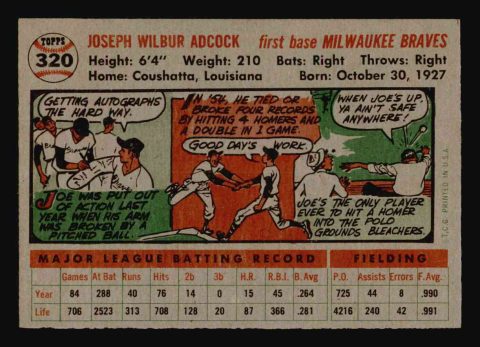 TOPPS
320
JOSEPH WILBUR ADCOCK first base MILWAUKEE BRAVES
Height: 6'4" Weight: 210 Bats: Right Throws: Right
Home: Coushatta, Louisiana Born: October 30, 1927
GETTING AUTOGRAPHS
THE HARD WAY.
JOE WAS PUT OUT
OF ACTION LAST
YEAR WHEN HIS ARM
WAS BROKEN BY A
PITCHED BALL.
IN '54, HE TIED OR
BROKE FOUR RECORDS
BY HITTING 4 HOMERS AND
A DOUBLE IN 1 GAME.
GOOD DAY'S WORK.
WHEN JOE'S UP,
YA AIN'T SAFE
ANYWHERE!
JOE'S THE ONLY PLAYER
EVER TO HIT A HOMER
INTO THE POLO
GROUNDS BLEACHERS.
T.C.G. PRINTED IN U.S.A.
MAJOR LEAGUE BATTING RECORD FIELDING
Games At Bat Runs Hits 2b 3b H.R. R.B.I. B. Avg P.O. Assists Errors F. Avg.
Year 84 288 40 76 14 0 15 45 .264 725 44 8 .990
Life 706 2523 313 708 128 20 87 366 .281 4216 240 42 .991